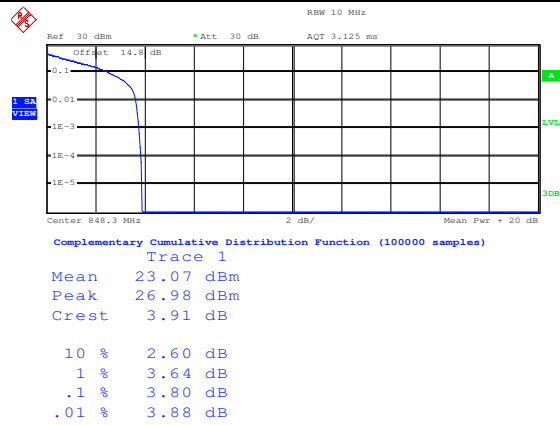 RBW 10 MHz
Ref 30 dBm *Att 30 dB AQT 3.125 ms
Offset 14.8 dB
0.1
A
1 SA
VIEW
0.01
1E-3
LVL
1E-4
1E-5
3DB
Center 848.3 MHz 2 dB/ Mean Pwr + 20 dB
Complementary Cumulative Distribution Function (100000 samples)
Trace 1
Mean 23.07 dBm
Peak 26.98 dBm
Crest 3.91 dB
10 % 2.60 dB
1 % 3.64 dB
.1 % 3.80 dB
.01 % 3.88 dB